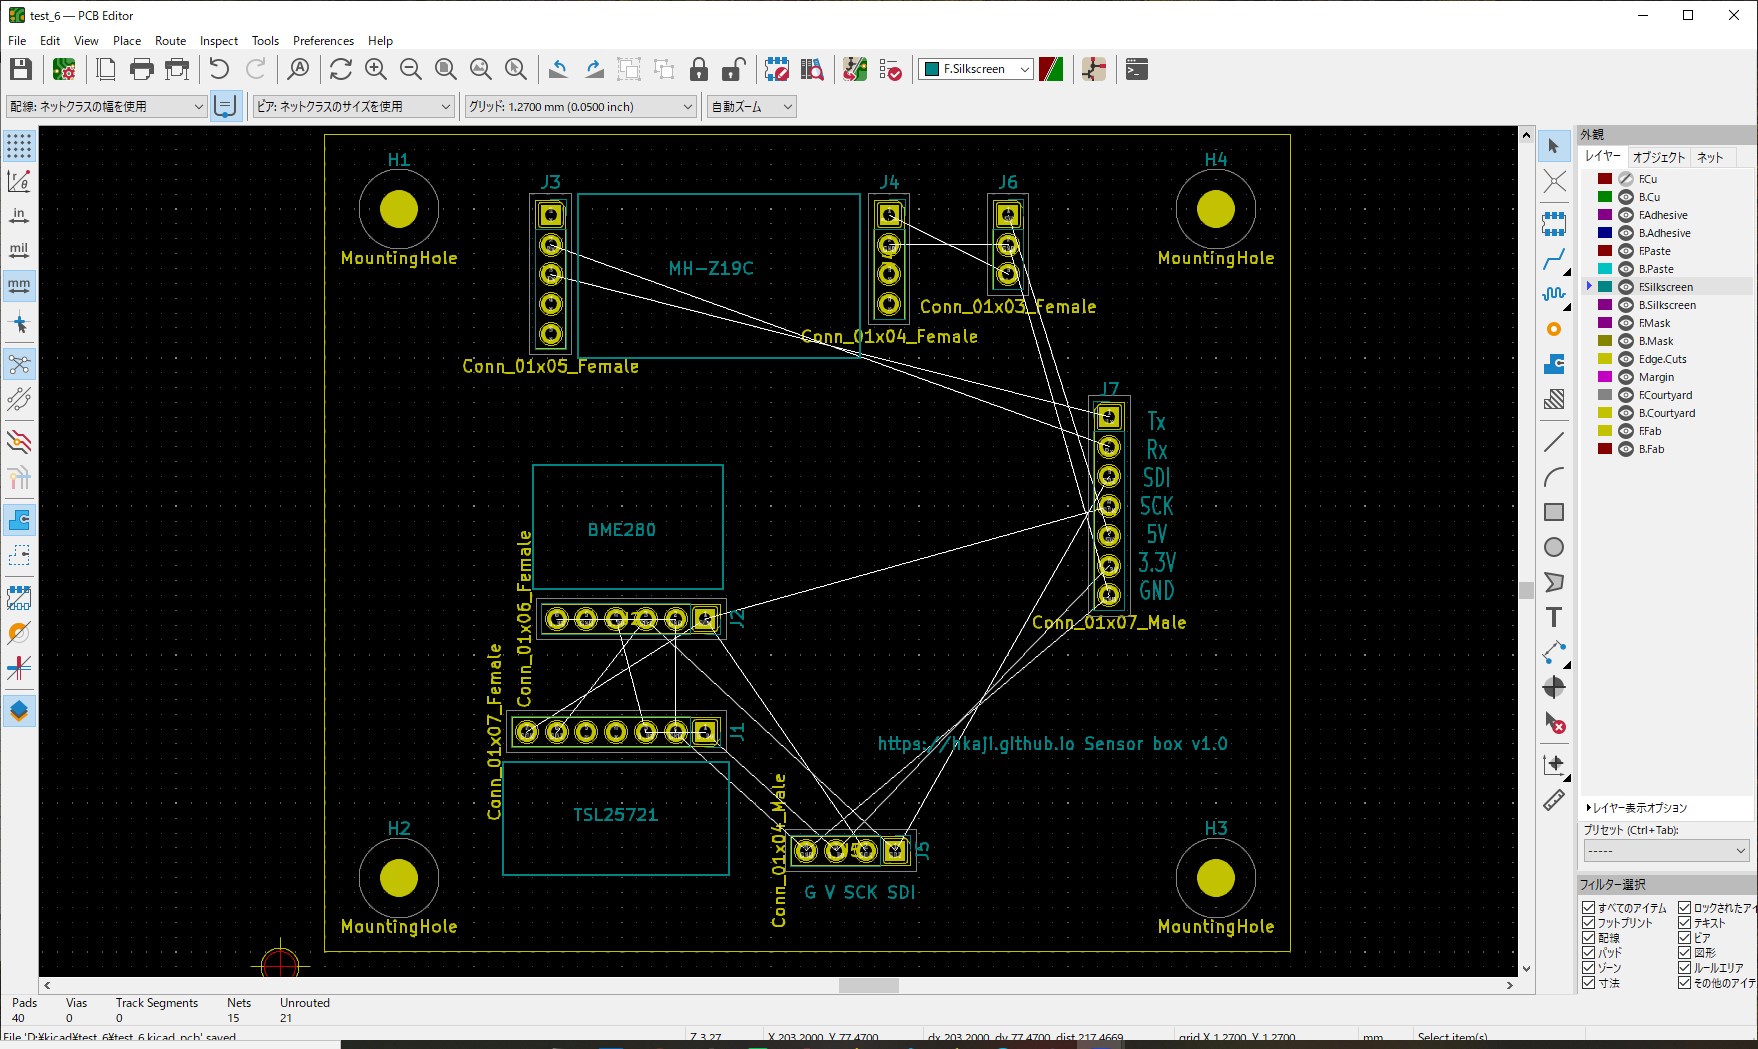 test_6 — PCB Editor
File Edit View Place Route Inspect Tools Preferences Help
F.Silkscreen
配線: ネットクラスの幅を使用
ビア: ネットクラスのサイズを使用
グリッド: 1.2700 mm (0.0500 inch)
自動ズーム
in
mil
mm
H1
MountingHole
J3
MH-Z19C
Conn_01x05_Female
J4
Conn_01x04_Female
J6
Conn_01x03_Female
H4
MountingHole
J7
Tx
Rx
SDI
SCK
5V
3.3V
GND
Conn_01x07_Male
BME280
Conn_01x06_Female
J2
J1
Conn_01x07_Female
TSL25721
https://hkaji.github.io Sensor box v1.0
Conn_01x04_Male
J5
G V SCK SDI
H2
MountingHole
H3
MountingHole
外観
レイヤー オブジェクト ネット
F.Cu
B.Cu
F.Adhesive
B.Adhesive
F.Paste
B.Paste
F.Silkscreen
B.Silkscreen
F.Mask
B.Mask
Edge.Cuts
Margin
F.Courtyard
B.Courtyard
F.Fab
B.Fab
レイヤー表示オプション
プリセット (Ctrl+Tab):
-----
フィルター選択
すべてのアイテム ロックされたアイ
フットプリント テキスト
配線 ビア
パッド 図形
ゾーン ルールエリア
寸法 その他のアイテ
Pads Vias Track Segments Nets Unrouted
40 0 0 15 21
File 'D:¥kicad¥test_6¥test_6.kicad_pcb' saved.
Z 3.27
X 203.2000 Y 77.4700
dx 203.2000 dy 77.4700 dist 217.4669
grid X 1.2700 Y 1.2700
mm
Select item(s)